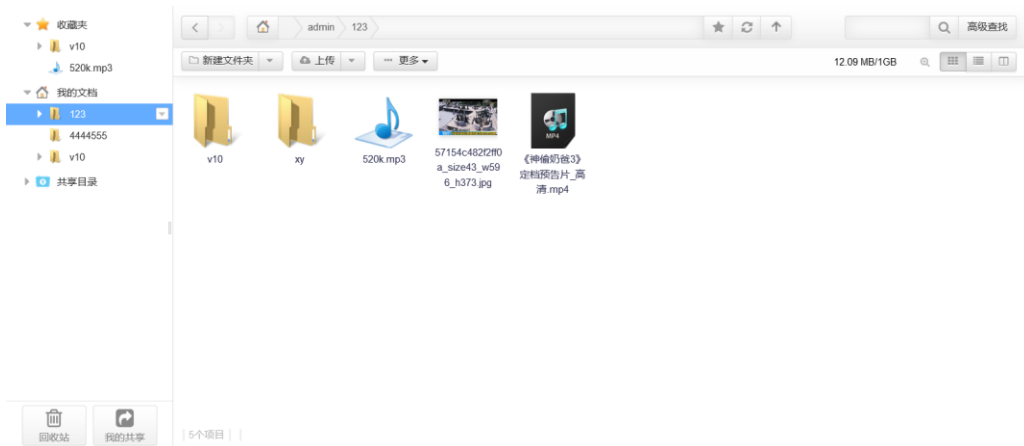 收藏夹
v10
520k.mp3
我的文档
123
4444555
v10
共享目录
回收站
我的共享
admin
123
高级查找
新建文件夹
上传
更多
12.09 MB/1GB
v10
xy
520k.mp3
57154c482f2ff0
a_size43_w59
6_h373.jpg
MP4
《神偷奶爸3》
定档预告片_高
清.mp4
5个项目